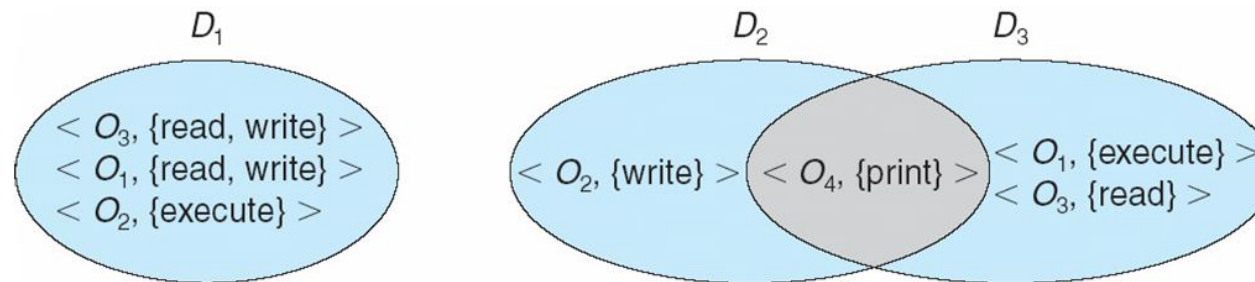 D₁ D₂ D₃
< O₃, {read, write} >
< O₁, {read, write} >
< O₂, {execute} >
< O₂, {write} > < O₄, {print} >
< O₁, {execute} >
< O₃, {read} >